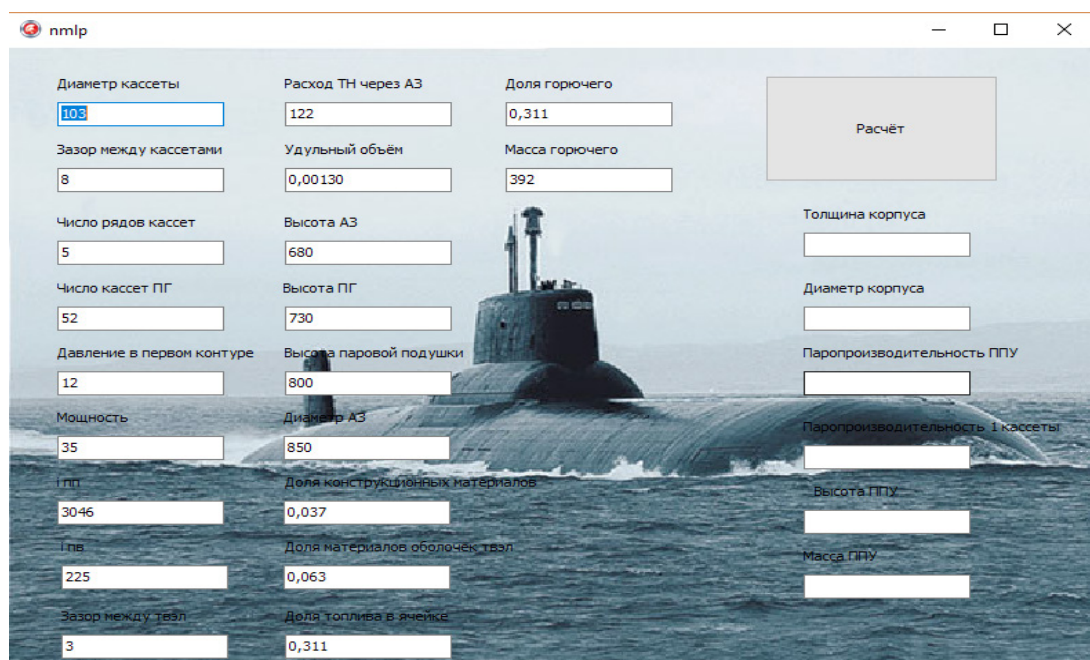 nmlp
Диаметр кассеты
103
Зазор между кассетами
8
Число рядов кассет
5
Число кассет ПГ
52
Давление в первом контуре
12
Мощность
35
i пп
3046
i пв
225
Зазор между твэл
3
Расход ТН через АЗ
122
Удульный объём
0,00130
Высота АЗ
680
Высота ПГ
730
Высота паровой подушки
800
Диаметр АЗ
850
Доля конструкционных материалов
0,037
Доля материалов оболочек твэл
0,063
Доля топлива в ячейке
0,311
Доля горючего
0,311
Масса горючего
392
Расчёт
Толщина корпуса
Диаметр корпуса
Паропроизводительность ППУ
Паропроизводительность 1 кассеты
Высота ППУ
Масса ППУ